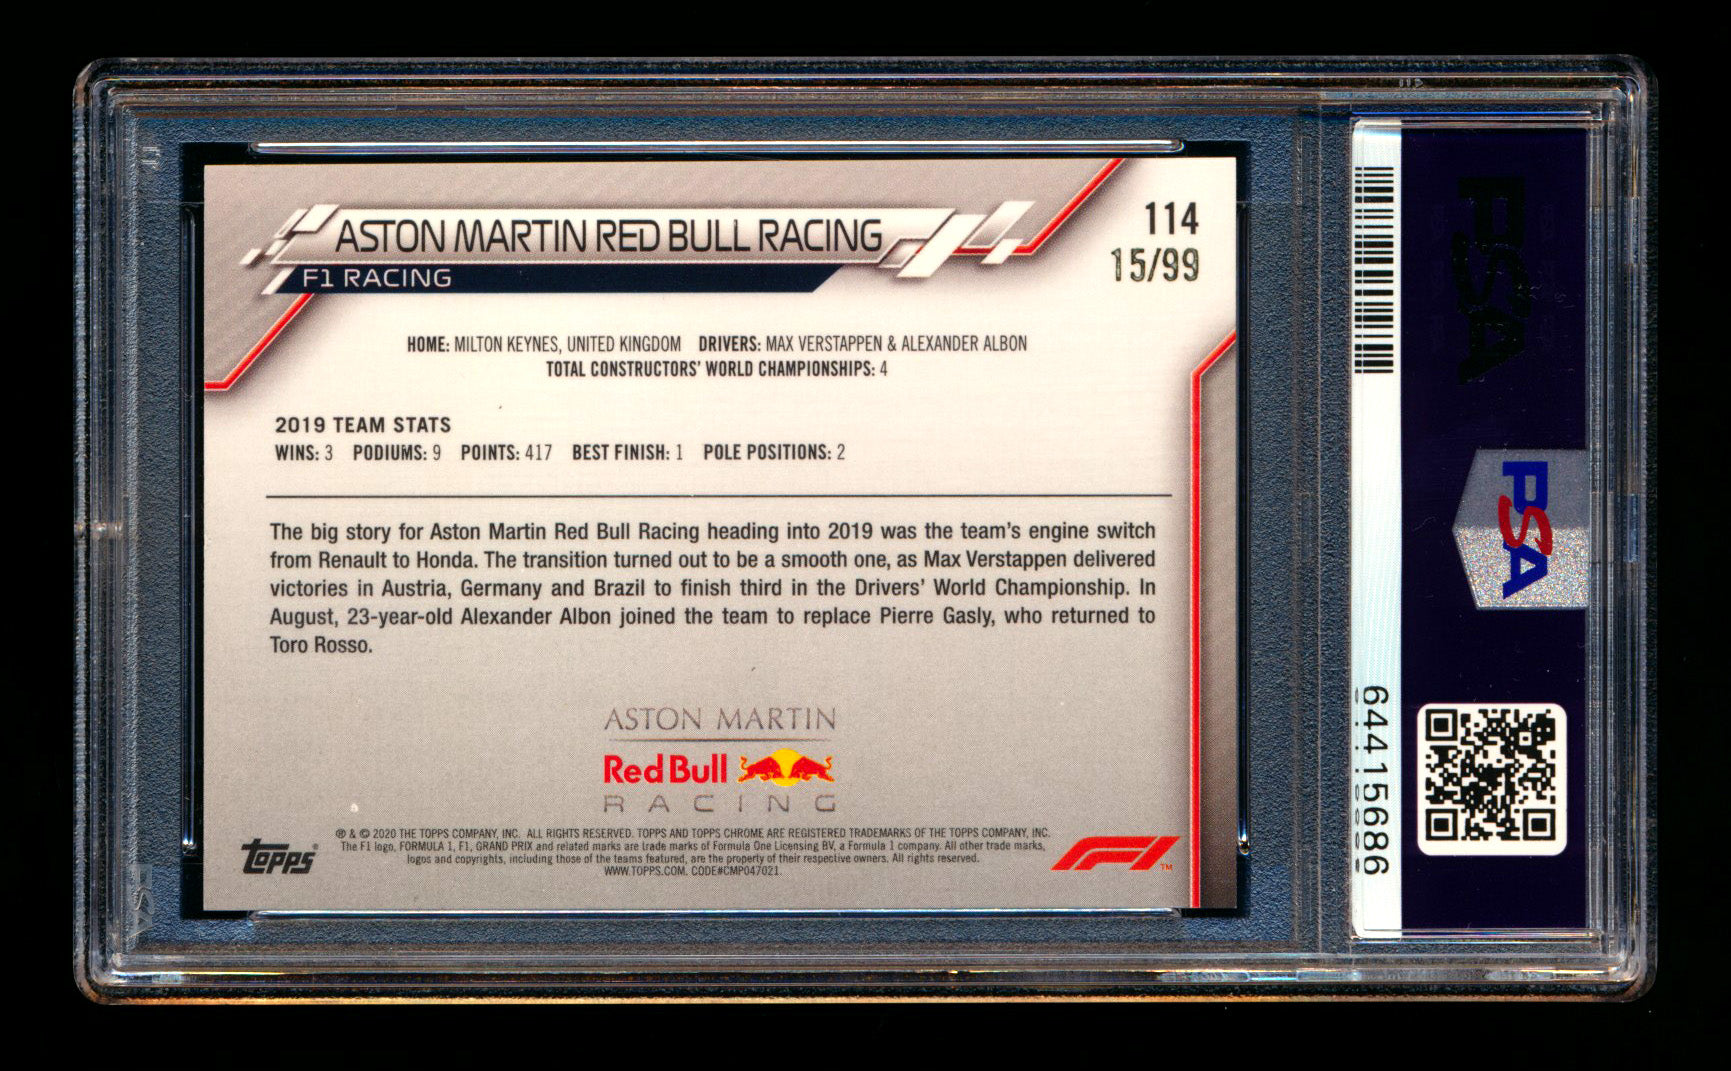 ASTON MARTIN RED BULL RACING
F1 RACING
114
15/99
HOME: MILTON KEYNES, UNITED KINGDOM DRIVERS: MAX VERSTAPPEN & ALEXANDER ALBON
TOTAL CONSTRUCTORS' WORLD CHAMPIONSHIPS: 4
2019 TEAM STATS
WINS: 3 PODIUMS: 9 POINTS: 417 BEST FINISH: 1 POLE POSITIONS: 2
The big story for Aston Martin Red Bull Racing heading into 2019 was the team's engine switch
from Renault to Honda. The transition turned out to be a smooth one, as Max Verstappen delivered
victories in Austria, Germany and Brazil to finish third in the Drivers' World Championship. In
August, 23-year-old Alexander Albon joined the team to replace Pierre Gasly, who returned to
Toro Rosso.
ASTON MARTIN
Red Bull
RACING
topps
® & © 2020 THE TOPPS COMPANY, INC. ALL RIGHTS RESERVED. TOPPS AND TOPPS CHROME ARE REGISTERED TRADEMARKS OF THE TOPPS COMPANY, INC.
The F1 logo, FORMULA 1, F1, GRAND PRIX and related marks are trade marks of Formula One Licensing BV, a Formula 1 company. All other trade marks,
logos and copyrights, including those of the teams featured, are the property of their respective owners. All rights reserved.
WWW.TOPPS.COM. CODE#CMP047021.
F1 ™
PSA
PSA
64415686
PSA